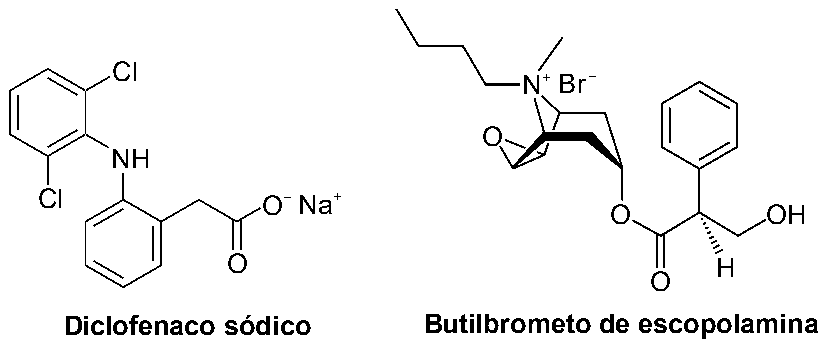 Cl
NH
Cl
O⁻ Na⁺
O
Diclofenaco sódico
N⁺ Br⁻
O
O
O
H
OH
Butilbrometo de escopolamina